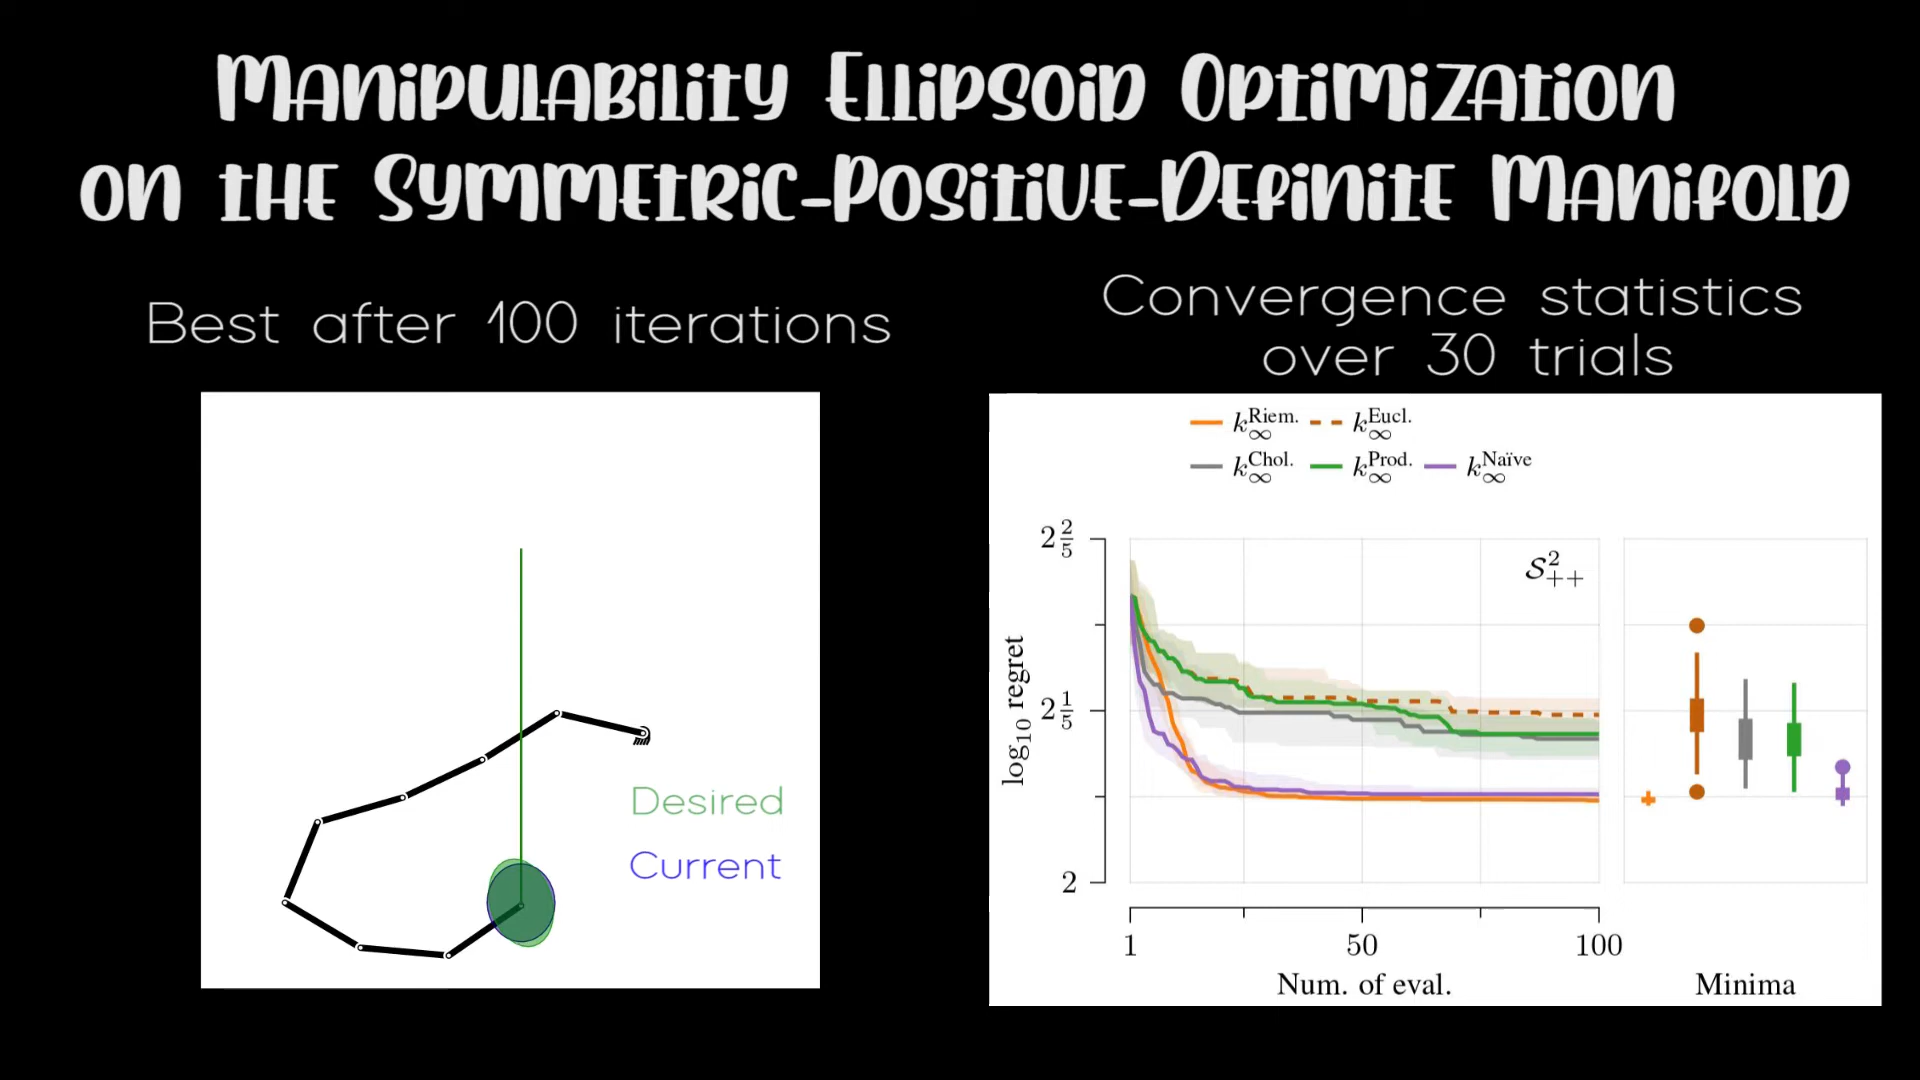 Manipulability Ellipsoid Optimization
on the Symmetric-Positive-Definite Manifold
Best after 100 iterations
Convergence statistics
over 30 trials
Desired
Current
k∞^Riem. k∞^Eucl.
k∞^Chol. k∞^Prod. k∞^Naïve
2 2/5
S²₊₊
log₁₀ regret
2 1/5
2
1 50 100
Num. of eval. Minima